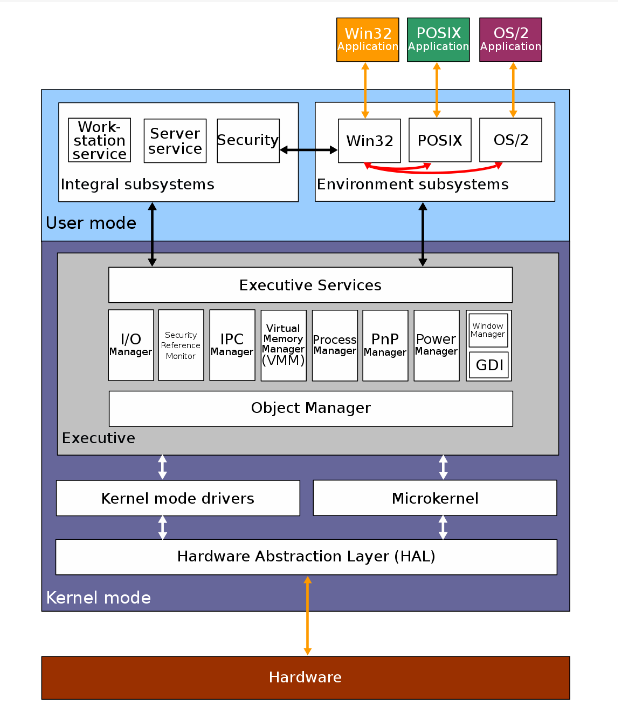 Win32
Application
POSIX
Application
OS/2
Application
Work-
station
service
Server
service
Security
Integral subsystems
Win32
POSIX
OS/2
Environment subsystems
User mode
Executive Services
I/O
Manager
Security
Reference
Monitor
IPC
Manager
Virtual
Memory
Manager
(VMM)
Process
Manager
PnP
Manager
Power
Manager
Window
Manager
GDI
Object Manager
Executive
Kernel mode drivers
Microkernel
Hardware Abstraction Layer (HAL)
Kernel mode
Hardware